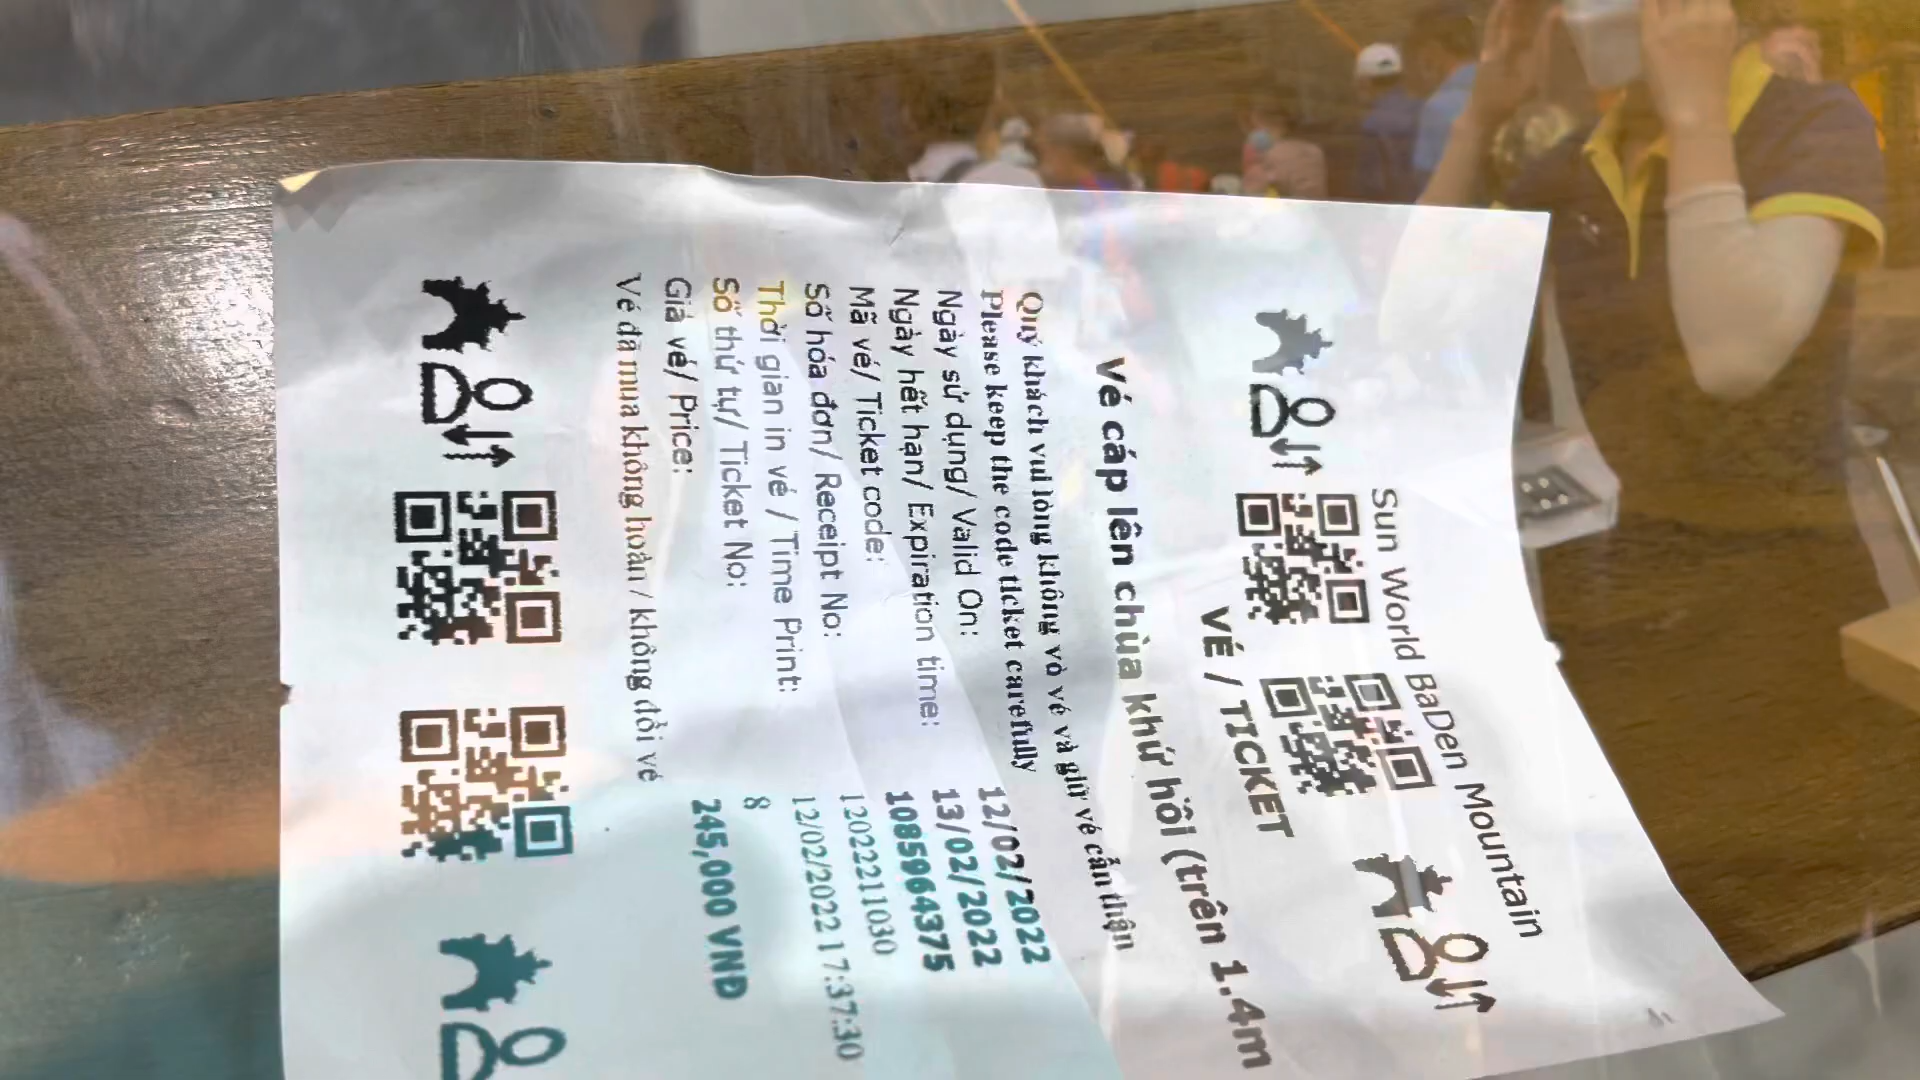 Sun World BaDen Mountain
VÉ / TICKET
Vé cáp lên chùa khứ hồi (trên 1.4m
Quý khách vui lòng không vò vé và giữ vé cẩn thận
Please keep the code ticket carefully
Ngày sử dụng/ Valid On: 12/02/2022
Ngày hết hạn/ Expiration time: 13/02/2022
Mã vé/ Ticket code: 1085964375
Số hóa đơn/ Receipt No: 12022211030
Thời gian in vé / Time Print: 12/02/2022 17:37:30
Số thứ tự/ Ticket No: 8
Giá vé/ Price: 245,000 VNĐ
Vé đã mua không hoàn / không đổi vé